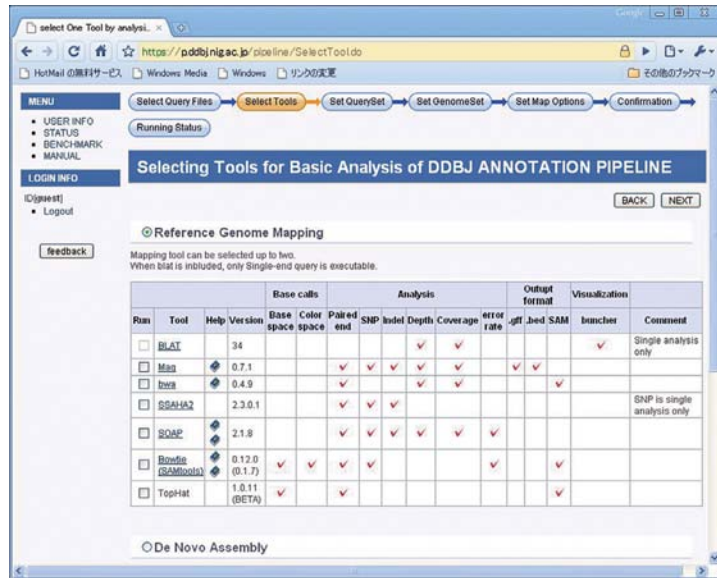 Google
select One Tool by analysi..
https://p.ddbj.nig.ac.jp/pipeline/SelectTool.do
HotMail の無料サービス Windows Media Windows リンクの変更 その他のブックマーク
MENU
USER INFO
STATUS
BENCHMARK
MANUAL
LOGIN INFO
ID[guest]
Logout
feedback
Select Query Files Select Tools Set QuerySet Set GenomeSet Set Map Options Confirmation
Running Status
Selecting Tools for Basic Analysis of DDBJ ANNOTATION PIPELINE
BACK NEXT
Reference Genome Mapping
Mapping tool can be selected up to two.
When blat is inbluded, only Single-end query is executable.
Base calls Analysis Outupt format Visualization
Run Tool Help Version Base space Color space Paired end SNP Indel Depth Coverage error rate .gff .bed SAM buncher Comment
BLAT 34 Single analysis only
Maq 0.7.1
bwa 0.4.9
SSAHA2 2.3.0.1 SNP is single analysis only
SOAP 2.1.8
Bowtie (SAMtools) 0.12.0 (0.1.7)
TopHat 1.0.11 (BETA)
De Novo Assembly